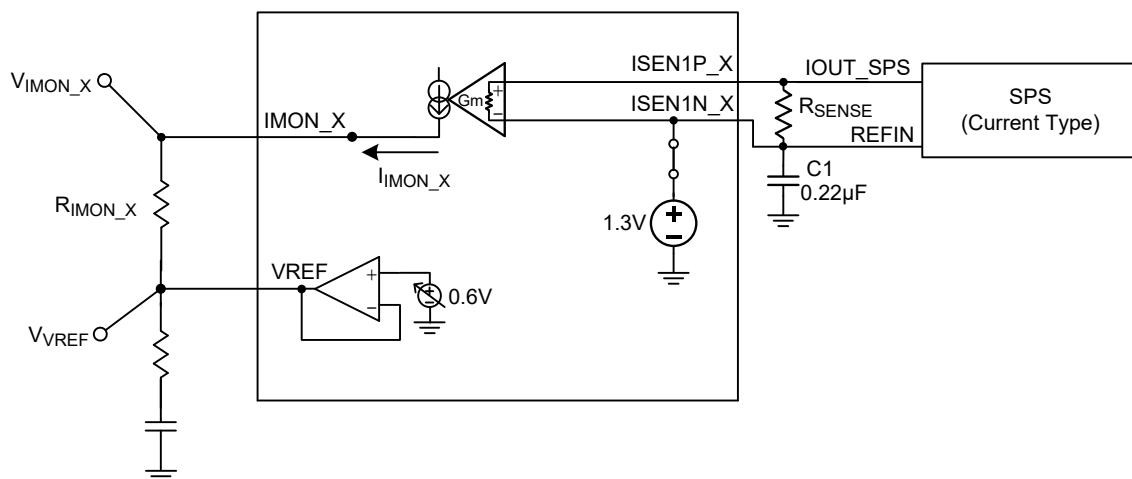 V_IMON_X
IMON_X
I_IMON_X
R_IMON_X
VREF
V_VREF
0.6V
+
−
+
−
Gm
+
−
1.3V
+
−
ISEN1P_X
ISEN1N_X
IOUT_SPS
R_SENSE
REFIN
C1
0.22µF
SPS
(Current Type)